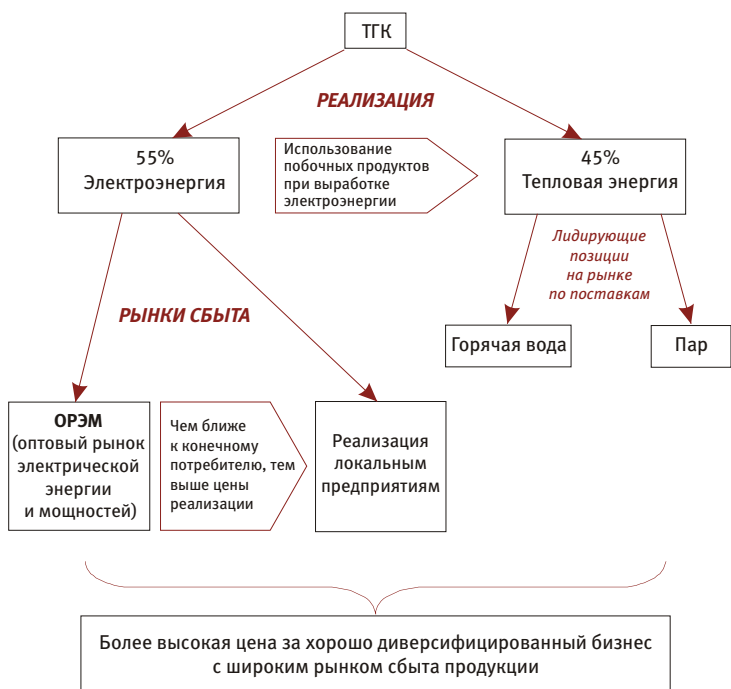 ТГК
РЕАЛИЗАЦИЯ
55%
Электроэнергия
Использование
побочных продуктов
при выработке
электроэнергии
45%
Тепловая энергия
Лидирующие
позиции
на рынке
по поставкам
РЫНКИ СБЫТА
Горячая вода
Пар
ОРЭМ
(оптовый рынок
электрической
энергии
и мощностей)
Чем ближе
к конечному
потребителю, тем
выше цены
реализации
Реализация
локальным
предприятиям
Более высокая цена за хорошо диверсифицированный бизнес
с широким рынком сбыта продукции